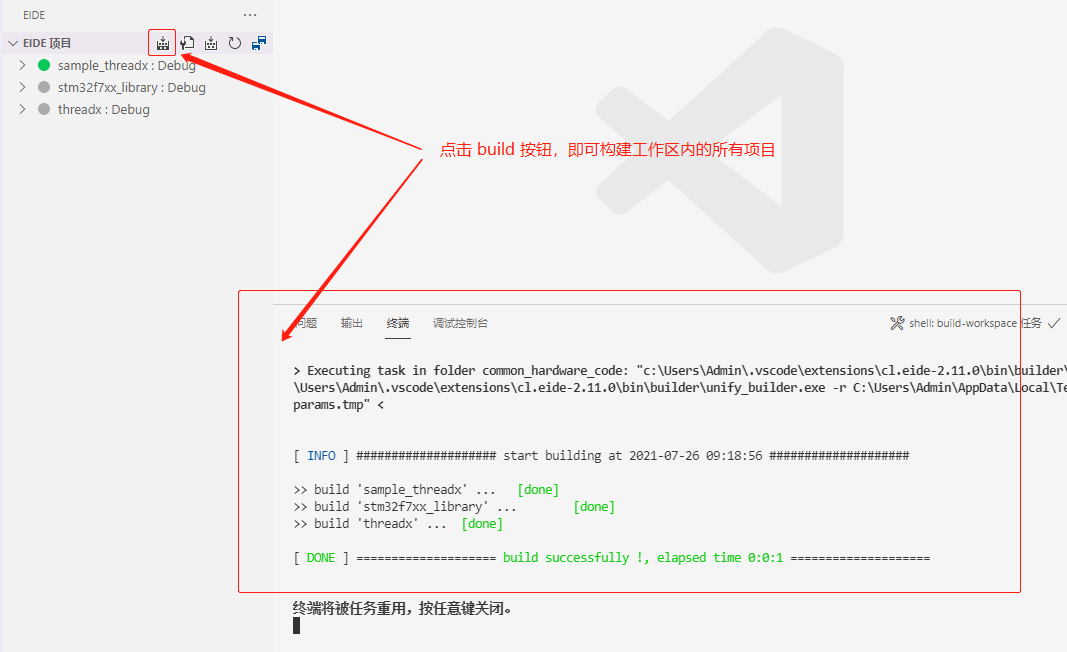 EIDE
EIDE 项目
sample_threadx : Debug
stm32f7xx_library : Debug
threadx : Debug
点击 build 按钮，即可构建工作区内的所有项目
问题 输出 终端 调试控制台 shell: build-workspace 任务
> Executing task in folder common_hardware_code: "c:\Users\Admin\.vscode\extensions\cl.eide-2.11.0\bin\builder\
\Users\Admin\.vscode\extensions\cl.eide-2.11.0\bin\builder\unify_builder.exe -r C:\Users\Admin\AppData\Local\Te
params.tmp" <
[ INFO ] #################### start building at 2021-07-26 09:18:56 ####################
>> build 'sample_threadx' ... [done]
>> build 'stm32f7xx_library' ... [done]
>> build 'threadx' ... [done]
[ DONE ] ==================== build successfully !, elapsed time 0:0:1 ====================
终端将被任务重用，按任意键关闭。